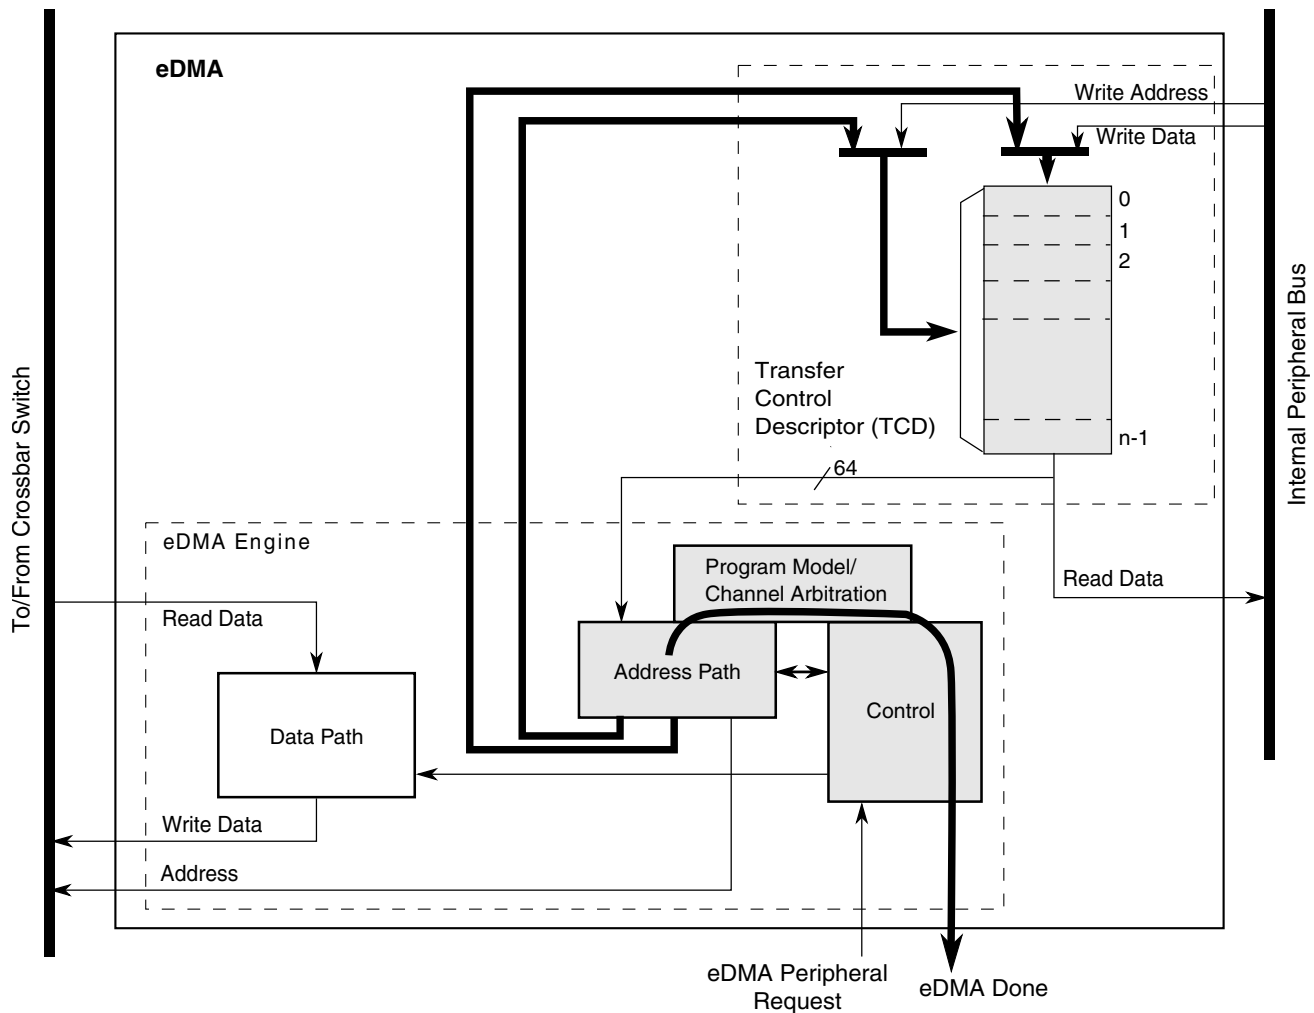 eDMA
Write Address
Write Data
0
1
2
n-1
Transfer
Control
Descriptor (TCD)
64
To/From Crossbar Switch
Internal Peripheral Bus
eDMA Engine
Program Model/
Channel Arbitration
Read Data
Read Data
Address Path
Control
Data Path
Write Data
Address
eDMA Peripheral
Request
eDMA Done